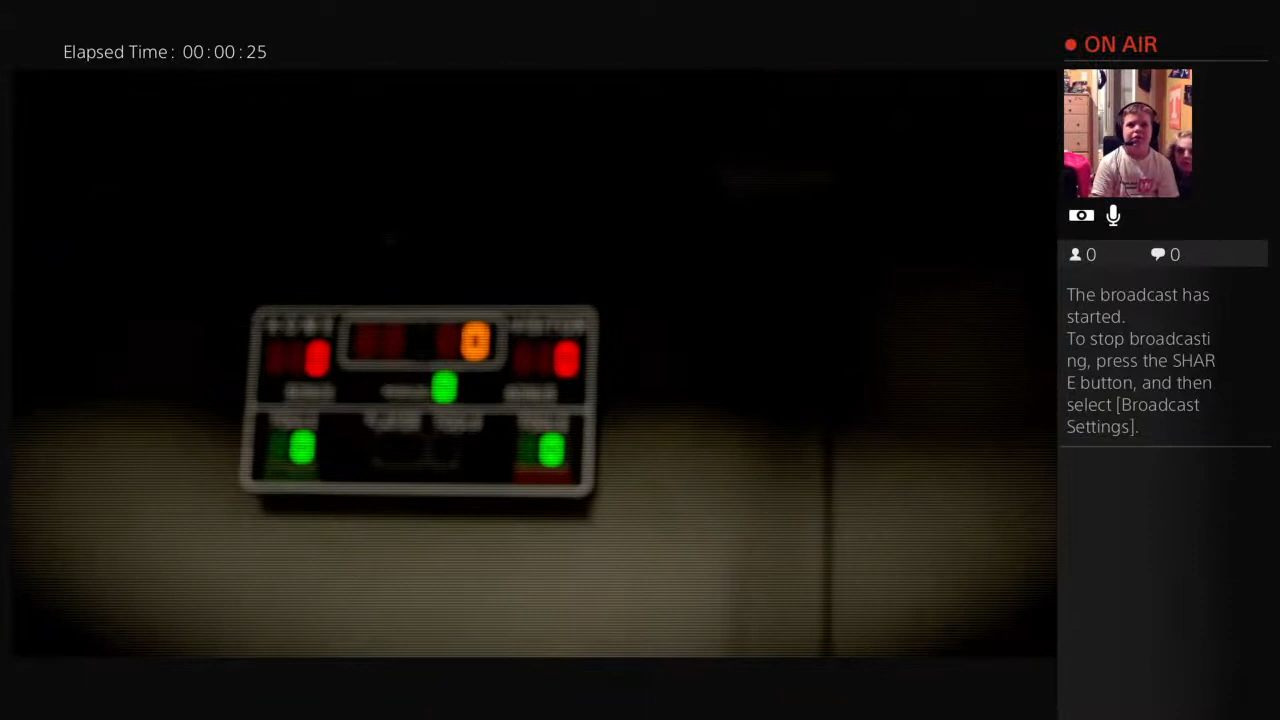 Elapsed Time: 00:00:25
ON AIR
0 0
The broadcast has
started.
To stop broadcasti
ng, press the SHAR
E button, and then
select [Broadcast
Settings].